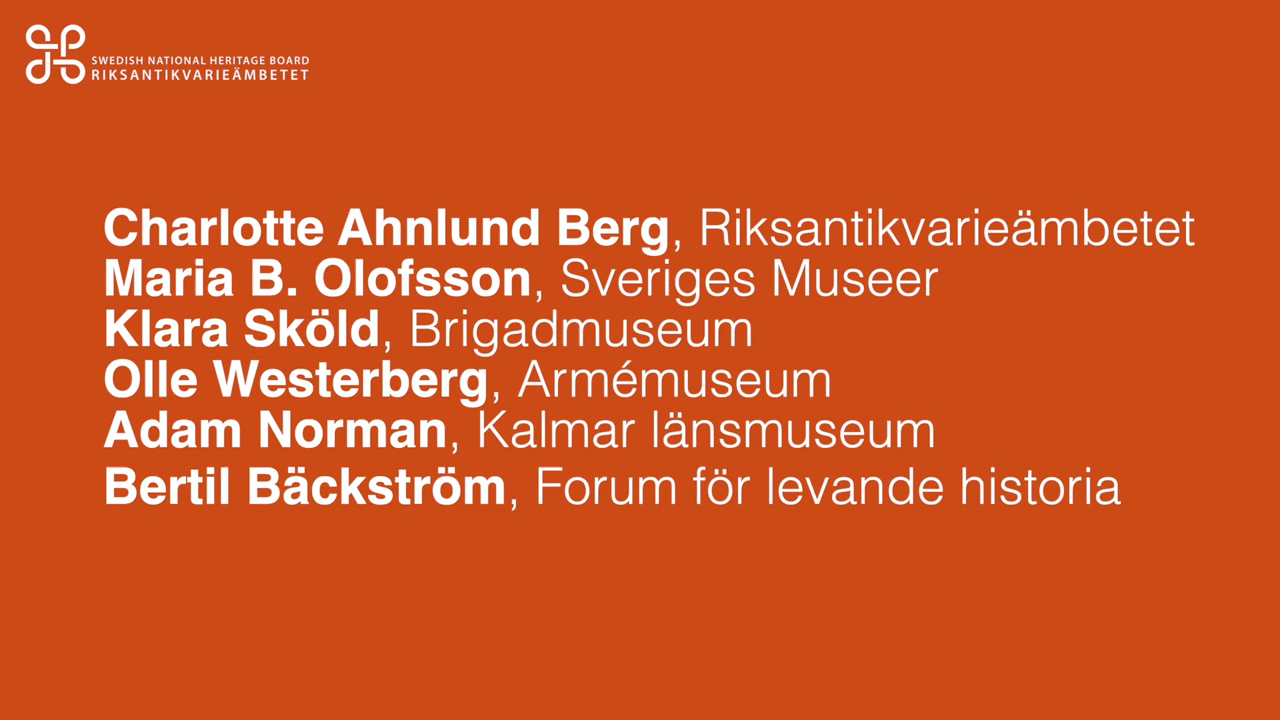 SWEDISH NATIONAL HERITAGE BOARD
RIKSANTIKVARIEÄMBETET
Charlotte Ahnlund Berg, Riksantikvarieämbetet
Maria B. Olofsson, Sveriges Museer
Klara Sköld, Brigadmuseum
Olle Westerberg, Armémuseum
Adam Norman, Kalmar länsmuseum
Bertil Bäckström, Forum för levande historia